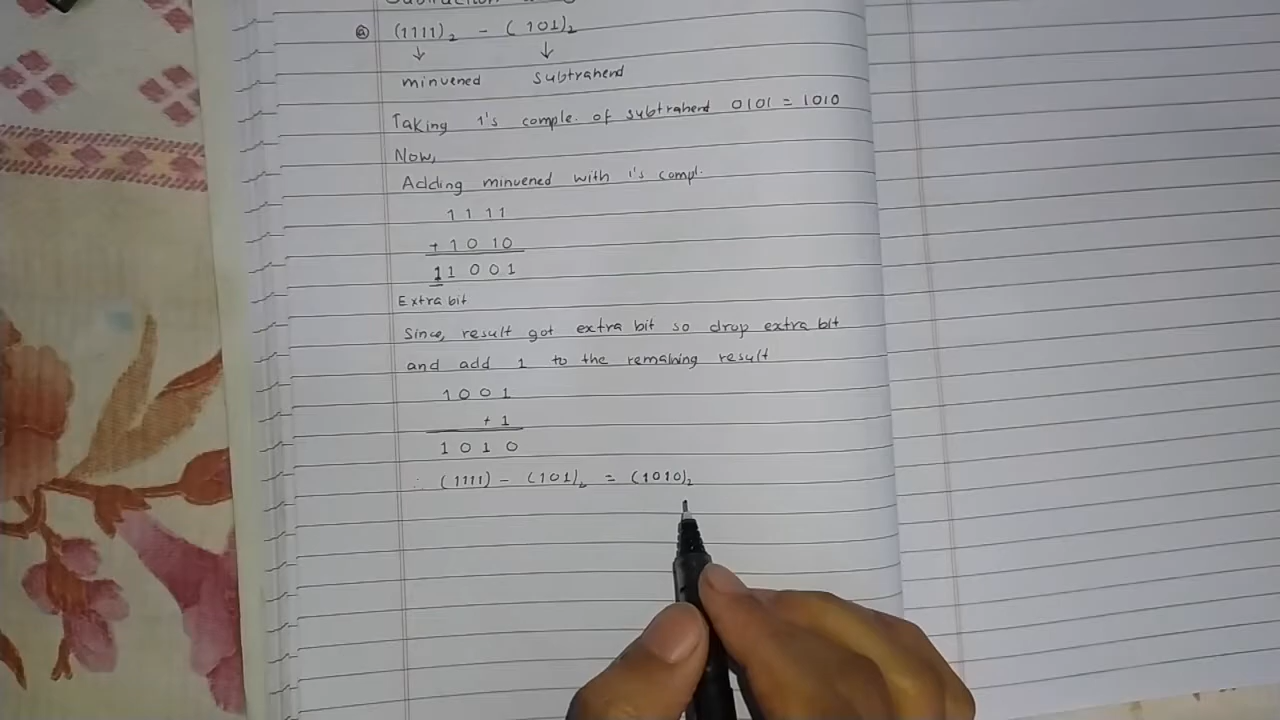 (a) (1111)₂ - (101)₂
↓ ↓
minuened subtrahend
Taking 1's comple. of subtrahend 0101 = 1010
Now,
Adding minuened with 1's compl.
1 1 1 1
+ 1 0 1 0
1 1 0 0 1
Extra bit
Since, result got extra bit so drop extra bit
and add 1 to the remaining result
1 0 0 1
+ 1
1 0 1 0
∴ (1111) - (101)₂ = (1010)₂